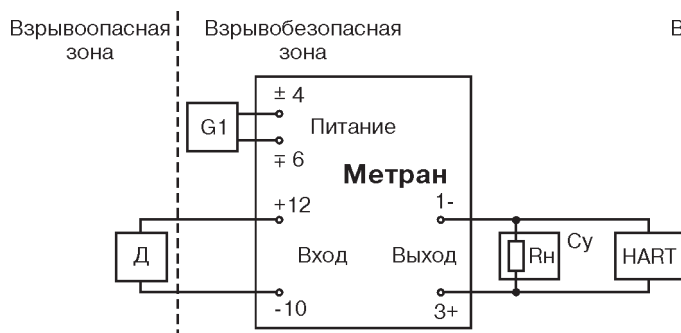 Взрывоопасная
зона
Взрывобезопасная
зона
В
± 4
G1
Питание
∓ 6
Метран
+12
1-
Д
Вход
Выход
Rн
Су
HART
-10
3+